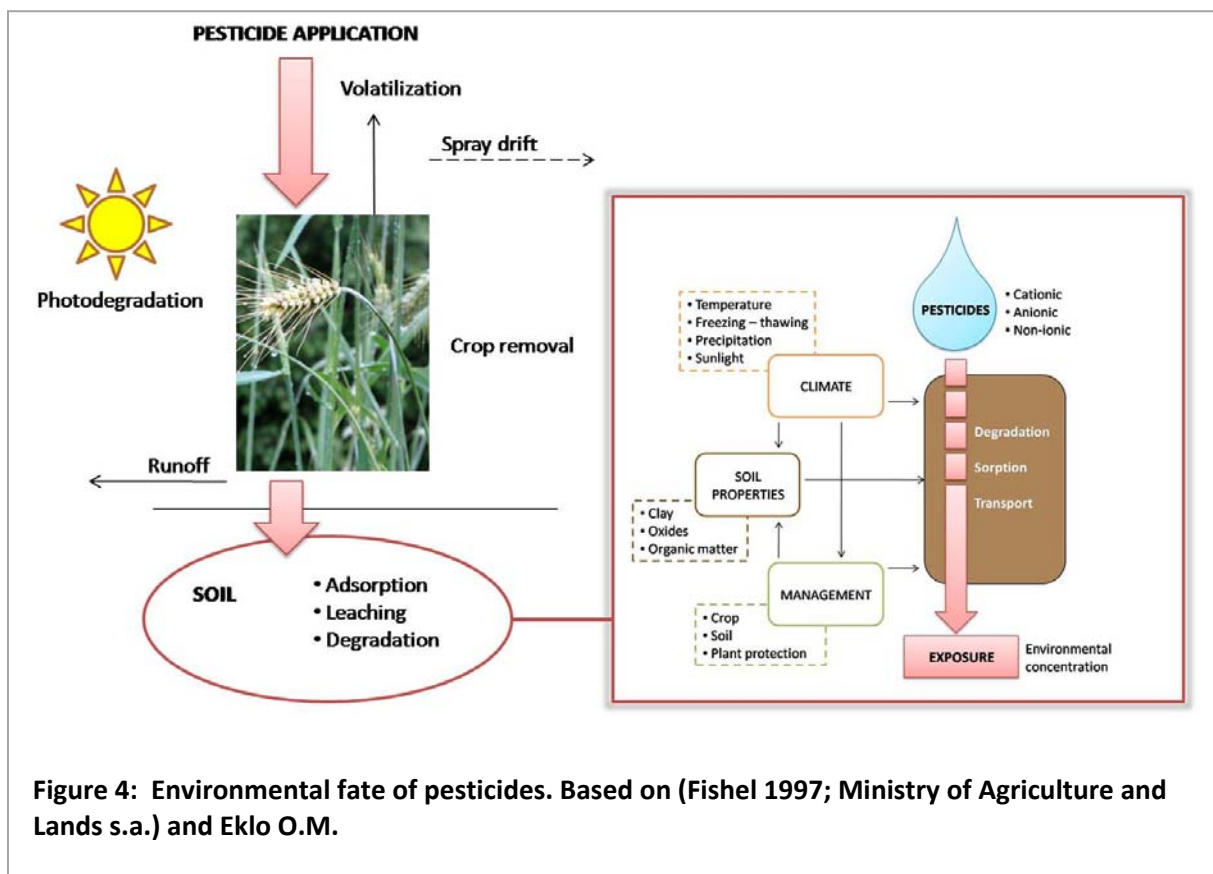 PESTICIDE APPLICATION
Volatilization
Spray drift
Photodegradation
Crop removal
Runoff
SOIL
• Adsorption
• Leaching
• Degradation
• Temperature
• Freezing – thawing
• Precipitation
• Sunlight
CLIMATE
SOIL
PROPERTIES
• Clay
• Oxides
• Organic matter
MANAGEMENT
• Crop
• Soil
• Plant protection
PESTICIDES
• Cationic
• Anionic
• Non-ionic
Degradation
Sorption
Transport
EXPOSURE
Environmental
concentration
Figure 4: Environmental fate of pesticides. Based on (Fishel 1997; Ministry of Agriculture and
Lands s.a.) and Eklo O.M.